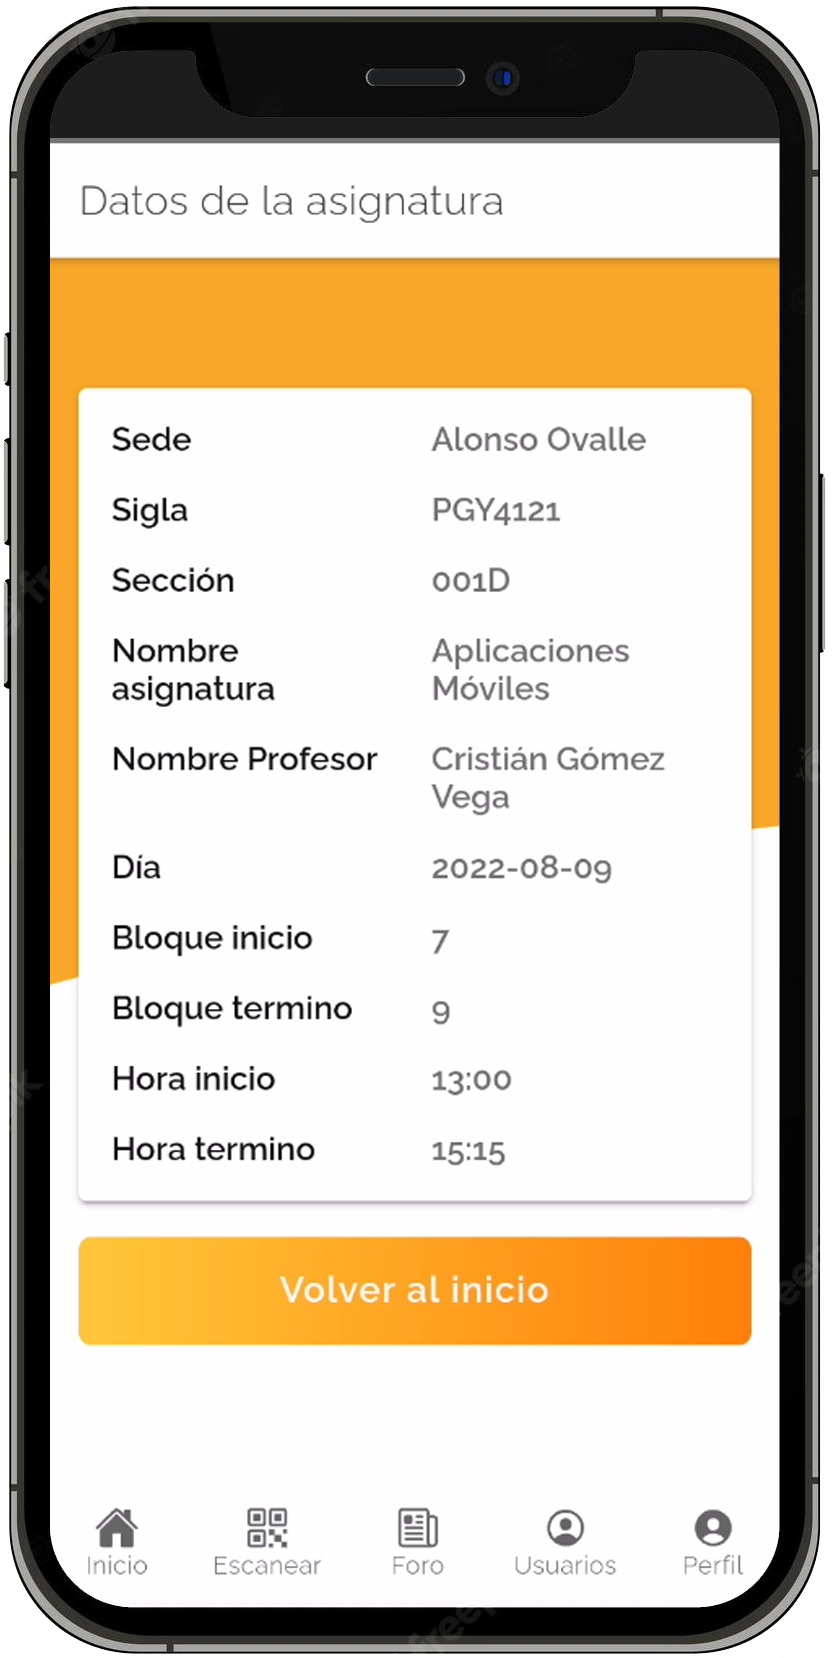 Datos de la asignatura
Sede Alonso Ovalle
Sigla PGY4121
Sección 001D
Nombre Aplicaciones
asignatura Móviles
Nombre Profesor Cristián Gómez
Vega
Día 2022-08-09
Bloque inicio 7
Bloque termino 9
Hora inicio 13:00
Hora termino 15:15
Volver al inicio
Inicio Escanear Foro Usuarios Perfil